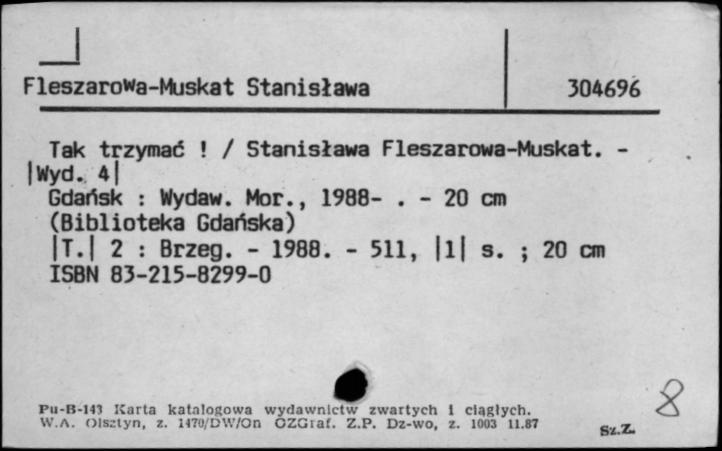 Fleszarowa-Muskat Stanisława 304696
Tak trzymać ! / Stanisława Fleszarowa-Muskat. -
|Wyd. 4|
Gdańsk : Wydaw. Mor., 1988- . - 20 cm
(Biblioteka Gdańska)
|T.| 2 : Brzeg. - 1988. - 511, |1| s. ; 20 cm
ISBN 83-215-8299-0
Pu-B-143 Karta katalogowa wydawnictw zwartych i ciągłych.
W.A. Olsztyn, z. 1470/DW/On OZGraf. Z.P. Dz-wo, z. 1003 11.87
Sz.Z.
8